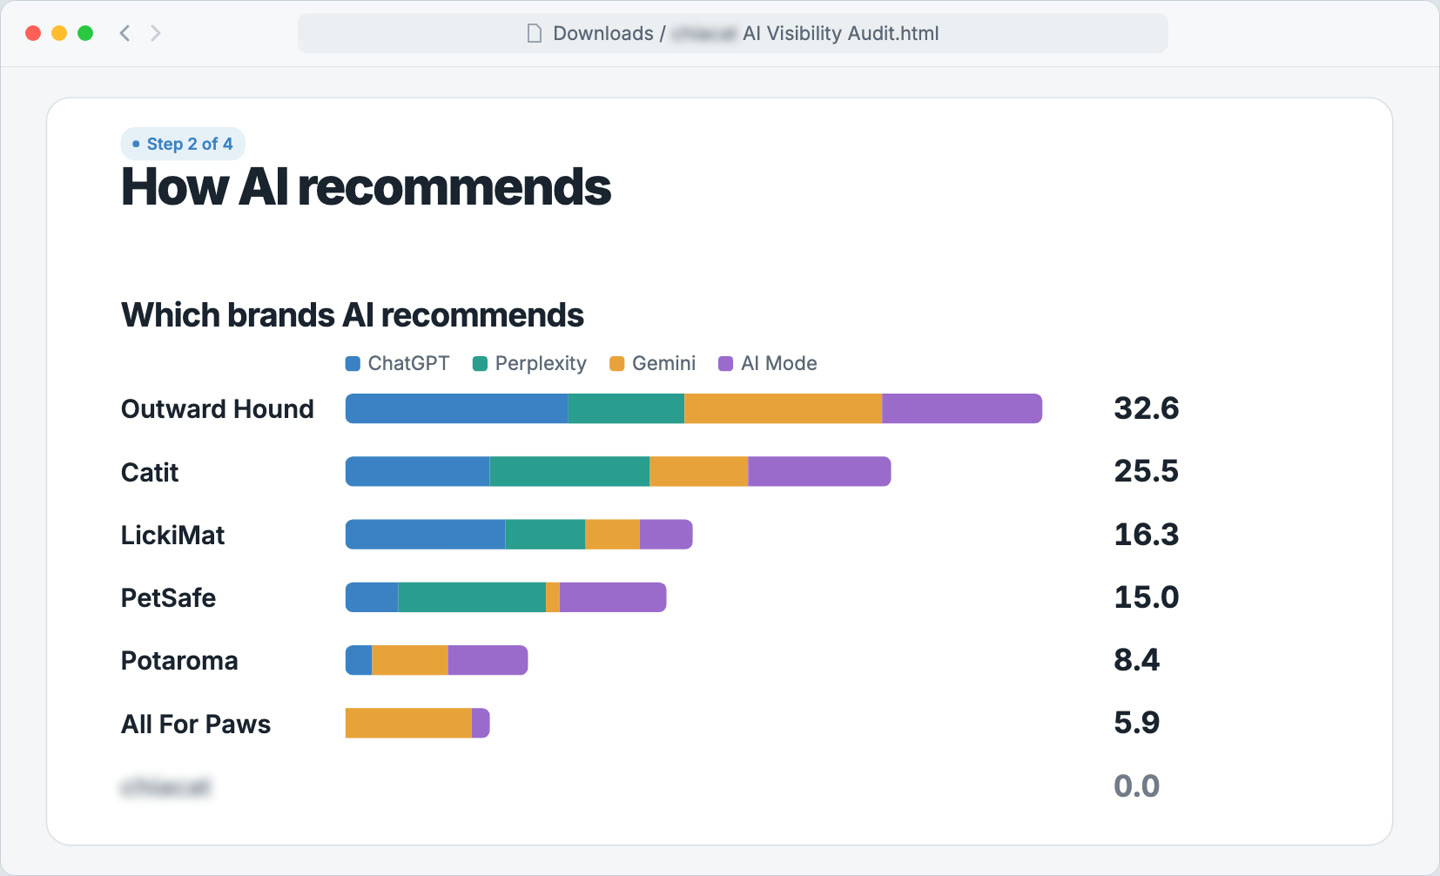 Downloads / AI Visibility Audit.html
Step 2 of 4
How AI recommends
Which brands AI recommends
ChatGPT Perplexity Gemini AI Mode
Outward Hound 32.6
Catit 25.5
LickiMat 16.3
PetSafe 15.0
Potaroma 8.4
All For Paws 5.9
0.0